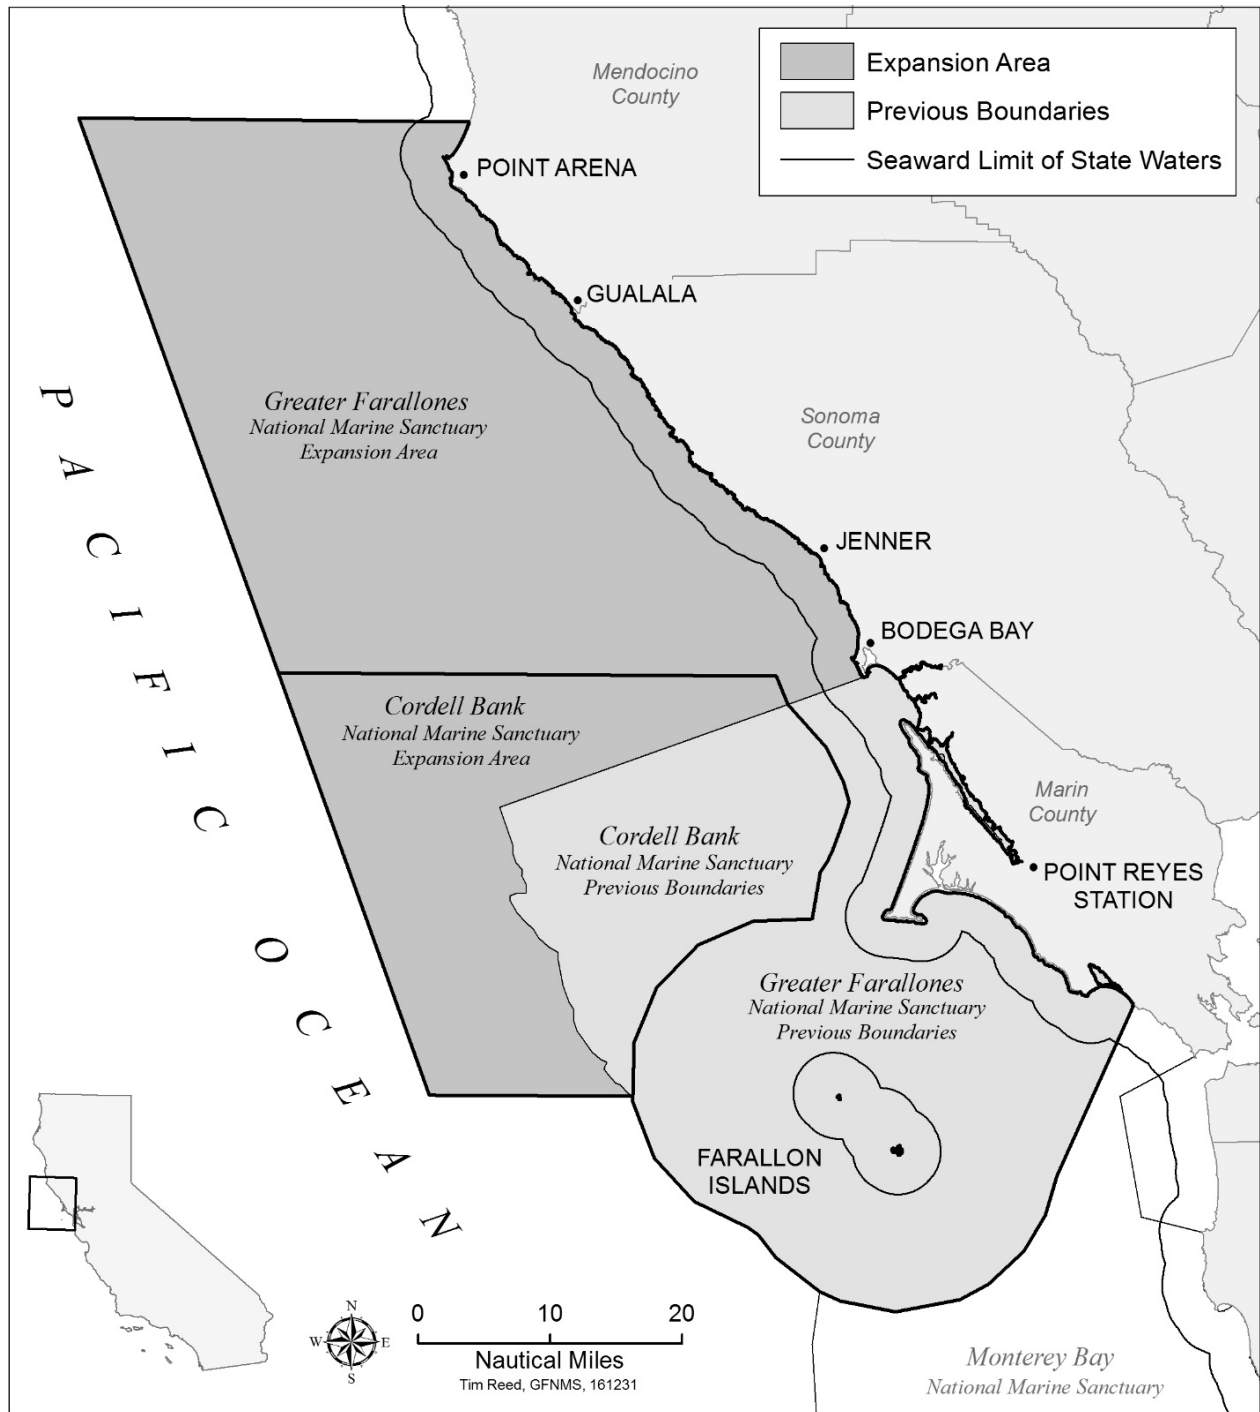 Mendocino
County
Expansion Area
Previous Boundaries
Seaward Limit of State Waters
POINT ARENA
GUALALA
Greater Farallones
National Marine Sanctuary
Expansion Area
Sonoma
County
PACIFIC OCEAN
JENNER
BODEGA BAY
Cordell Bank
National Marine Sanctuary
Expansion Area
Marin
County
Cordell Bank
National Marine Sanctuary
Previous Boundaries
POINT REYES
STATION
Greater Farallones
National Marine Sanctuary
Previous Boundaries
FARALLON
ISLANDS
N
W E
S
0 10 20
Nautical Miles
Tim Reed, GFNMS, 161231
Monterey Bay
National Marine Sanctuary